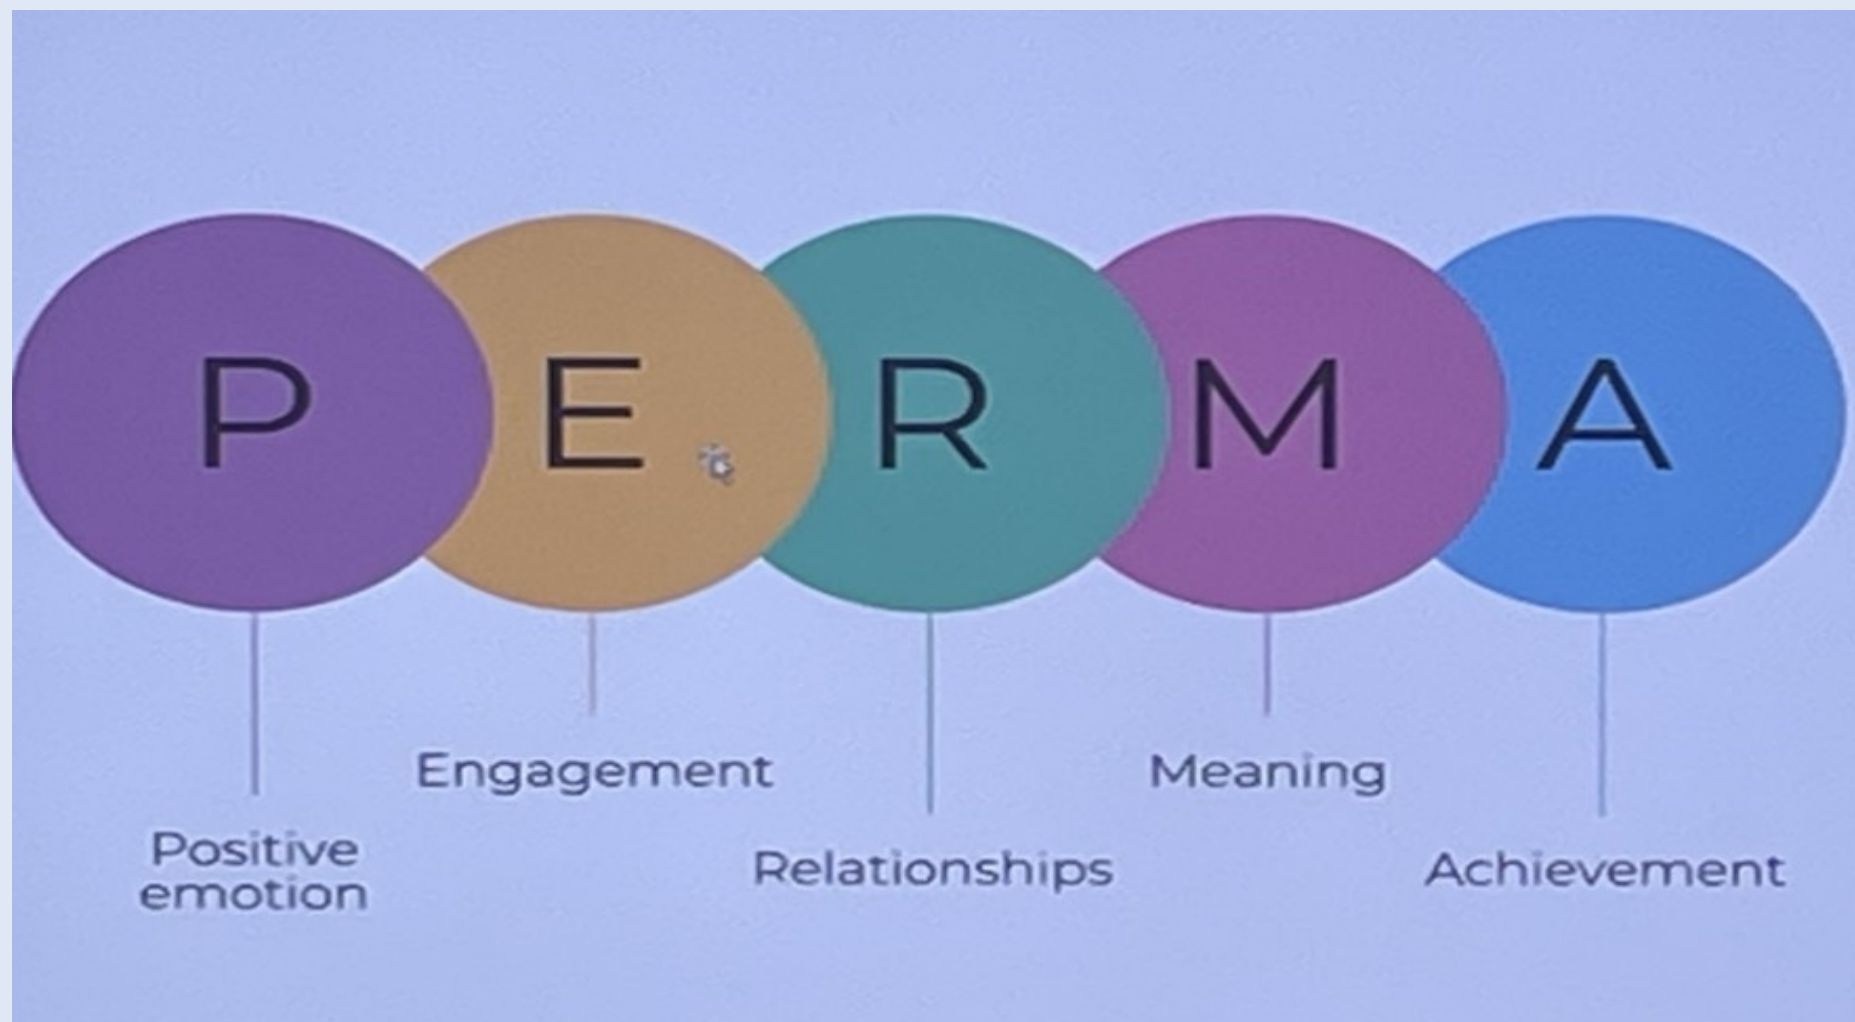 P
E
R
M
A
Positive
emotion
Engagement
Relationships
Meaning
Achievement